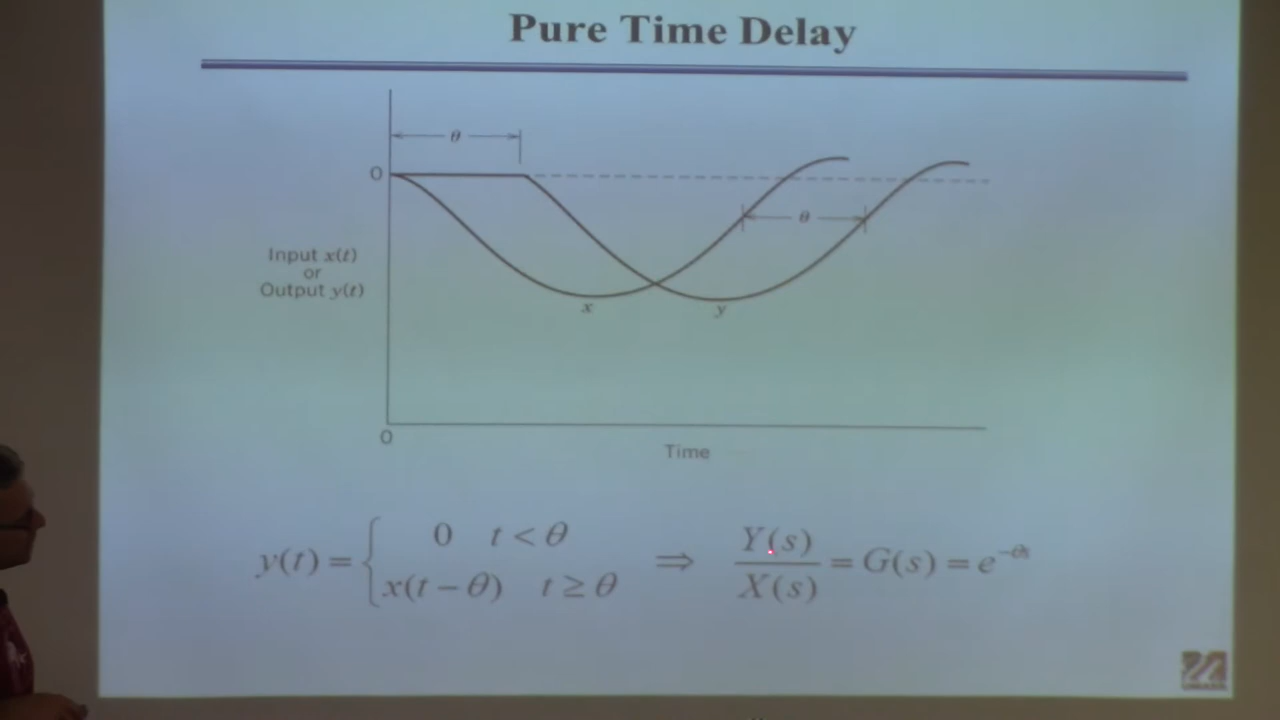 Pure Time Delay
θ
0
θ
Input x(t)
or
Output y(t)
x
y
0
Time
y(t) = { 0 t < θ
x(t − θ) t ≥ θ
⇒ Y(s)/X(s) = G(s) = e^{−θs}